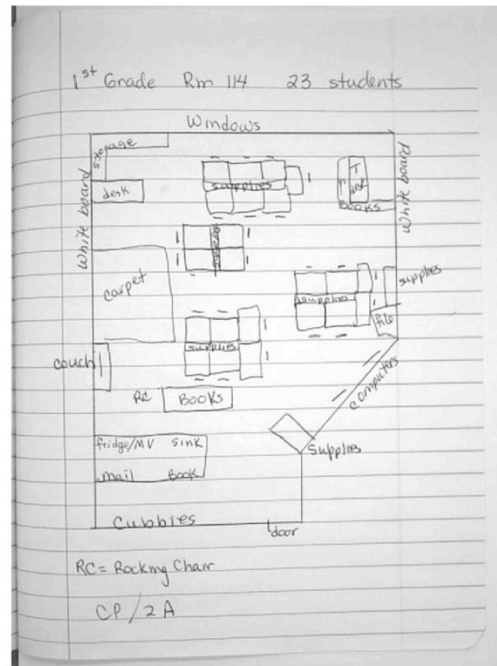 1st Grade Rm 114 23 students
Windows
storage
White board
desk
supplies
BOOKS
White board
carpet
supplies
supplies
file
supplies
couch
RC
BOOKS
computers
fridge/MV sink
mail Book
Supplies
Cubbies
door
RC = Rocking Chair
CP/2A